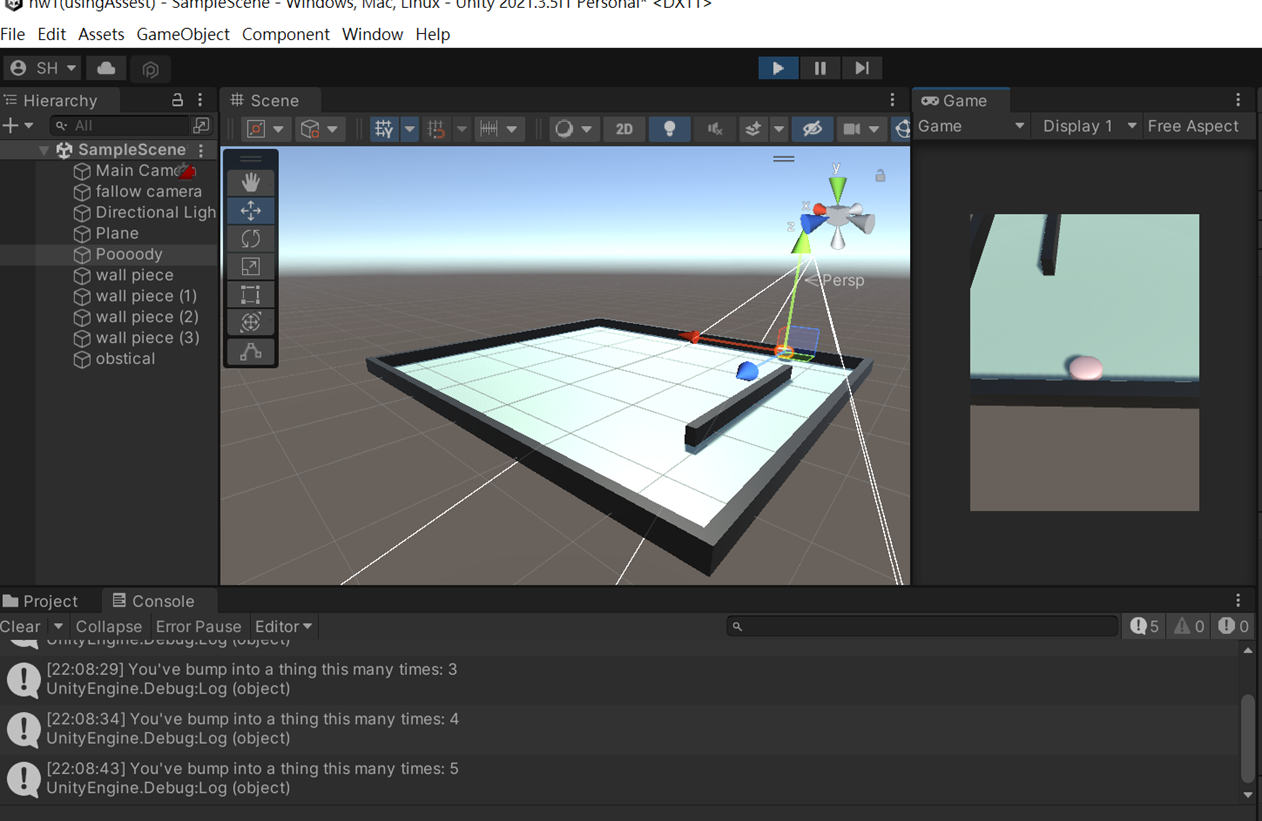 hw1(usingAssest) - SampleScene - Windows, Mac, Linux - Unity 2021.3.5f1 Personal* <DX11>
File Edit Assets GameObject Component Window Help
SH
Hierarchy
Scene
Game
All
2D
Game Display 1 Free Aspect
SampleScene
Main Cam
fallow camera
Directional Ligh
Plane
Poooody
wall piece
wall piece (1)
wall piece (2)
wall piece (3)
obstical
y
x
z
Persp
Project Console
Clear Collapse Error Pause Editor 5 0 0
UnityEngine.Debug:Log (object)
[22:08:29] You've bump into a thing this many times: 3
UnityEngine.Debug:Log (object)
[22:08:34] You've bump into a thing this many times: 4
UnityEngine.Debug:Log (object)
[22:08:43] You've bump into a thing this many times: 5
UnityEngine.Debug:Log (object)